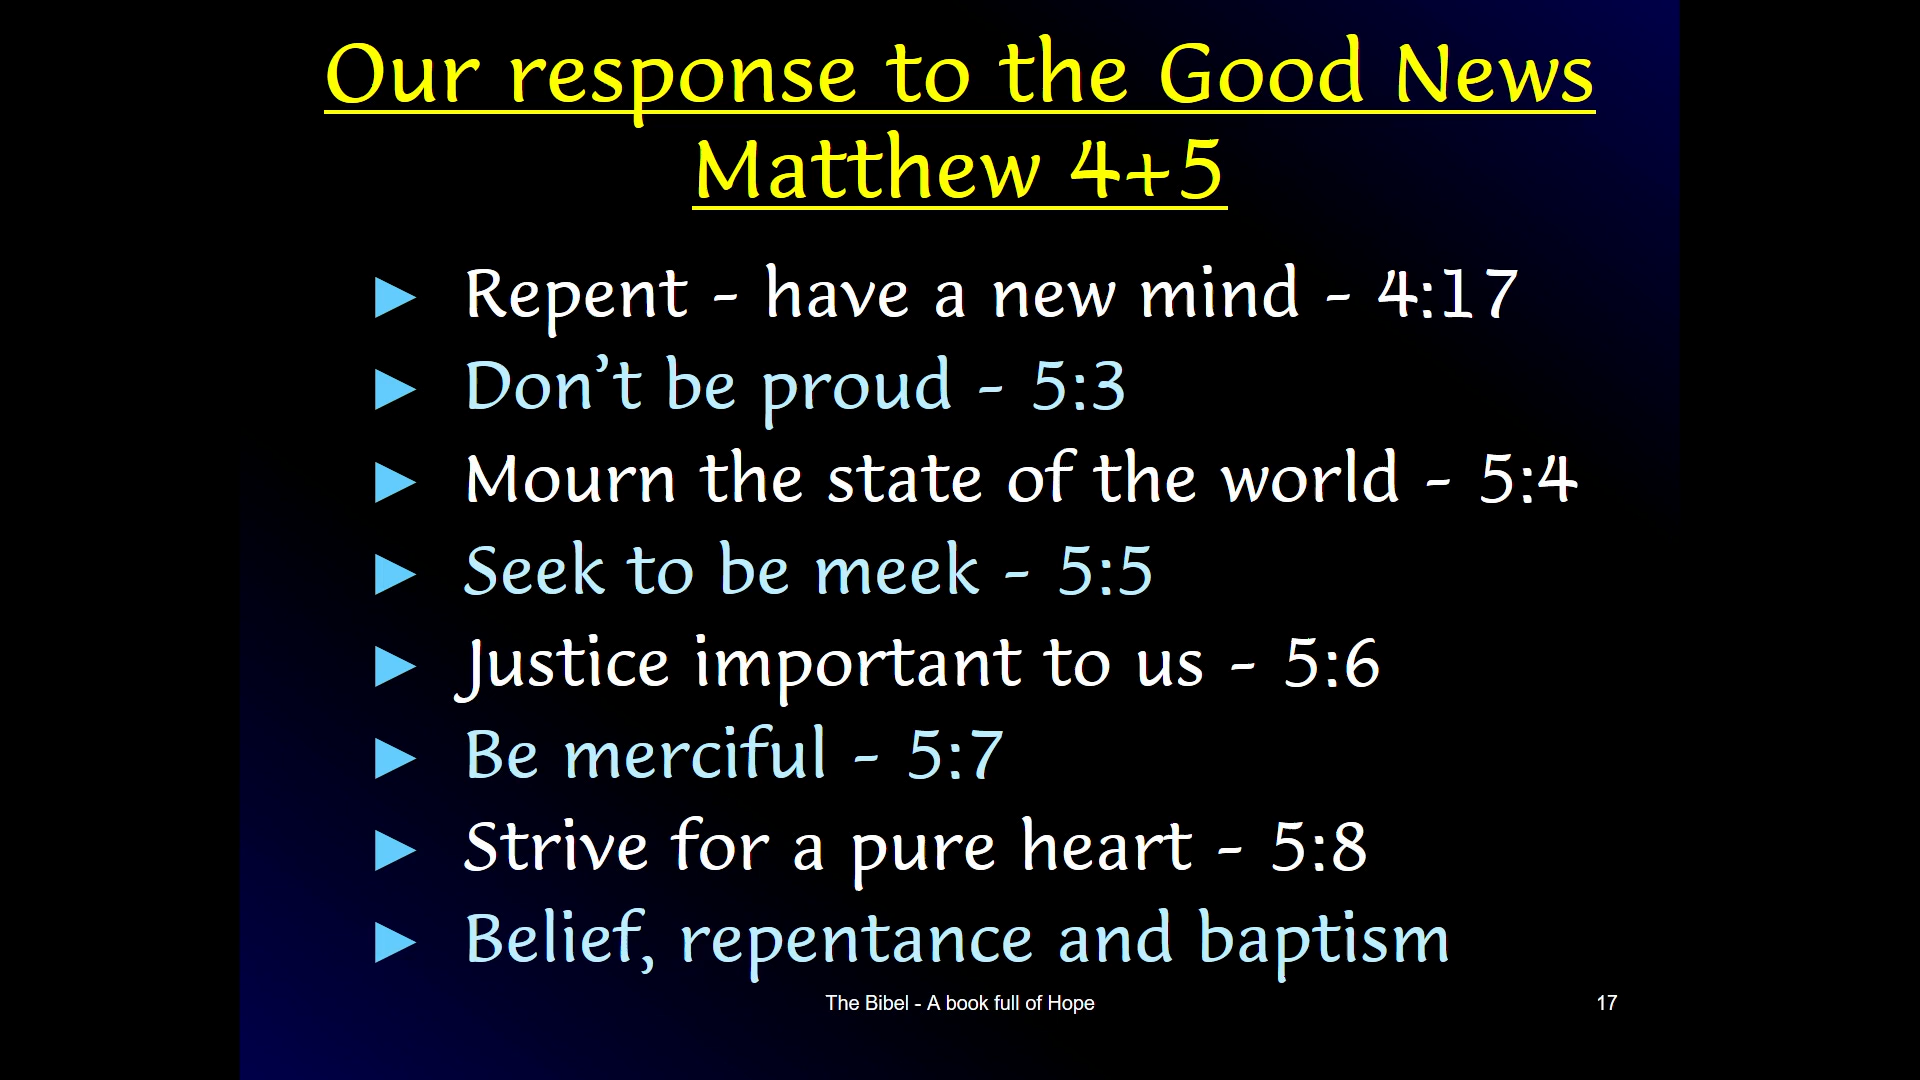 Our response to the Good News
Matthew 4+5
► Repent - have a new mind - 4:17
► Don’t be proud - 5:3
► Mourn the state of the world - 5:4
► Seek to be meek - 5:5
► Justice important to us - 5:6
► Be merciful - 5:7
► Strive for a pure heart - 5:8
► Belief, repentance and baptism
The Bibel - A book full of Hope
17